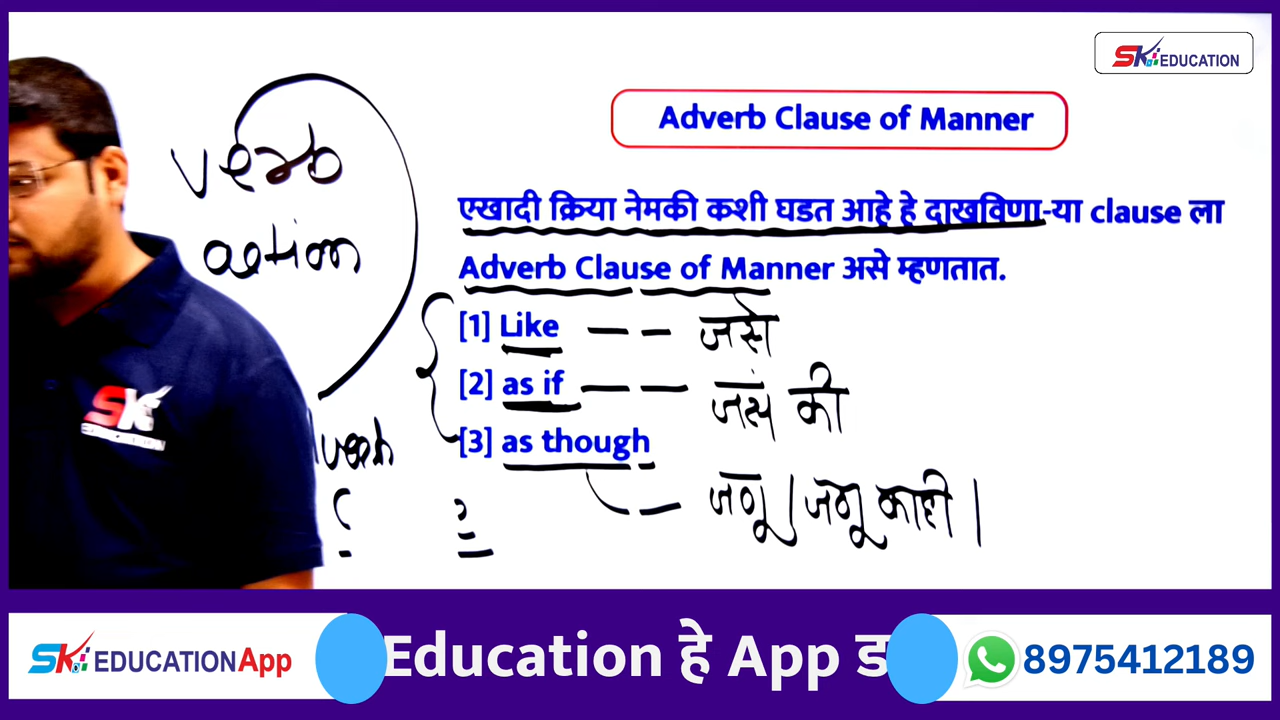 SK EDUCATION
Adverb Clause of Manner
एखादी क्रिया नेमकी कशी घडत आहे हे दाखविणा-या clause ला
Adverb Clause of Manner असे म्हणतात.
verb
action
[1] Like — — जसे
[2] as if — — जसं की
[3] as though
— जणू / जणू काही |
?
SK EDUCATION
SK EDUCATION App
Education हे App ड
8975412189